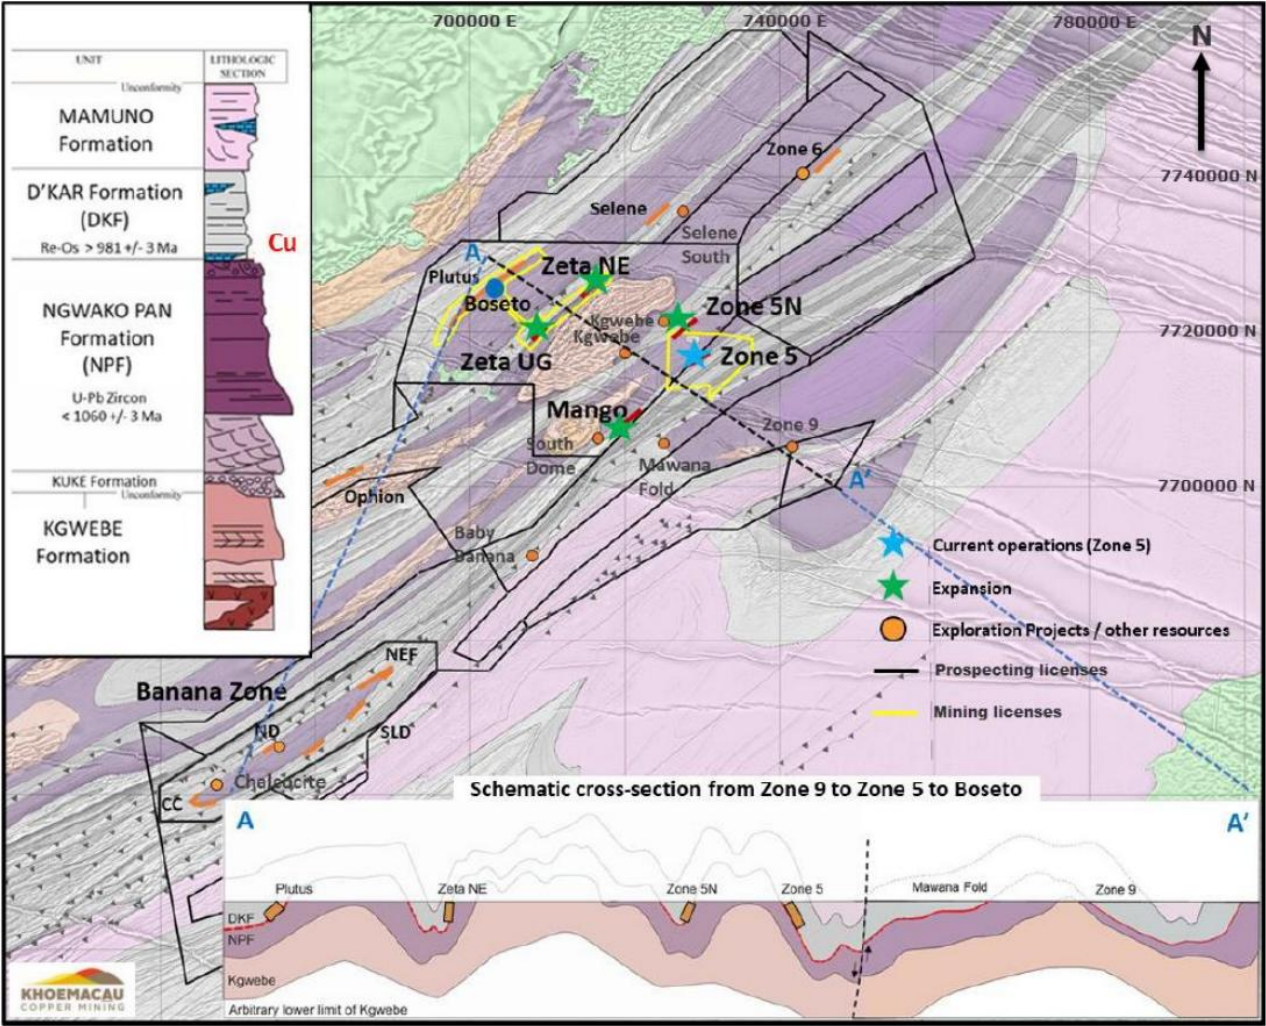 UNIT
LITHOLOGIC
SECTION
Unconformity
MAMUNO
Formation
D'KAR Formation
(DKF)
Re-Os > 981 +/- 3 Ma
Cu
NGWAKO PAN
Formation
(NPF)
U-Pb Zircon
< 1060 +/- 3 Ma
KUKE Formation
Unconformity
KGWEBE
Formation
700000 E
740000 E
780000 E
N
7740000 N
7720000 N
7700000 N
Zone 6
Selene
Selene
South
A
Plutus
Boseto
Zeta NE
Zeta UG
Kgwebe
Kgwebe
Zone 5N
Zone 5
Mango
South
Dome
Mawana
Fold
Zone 9
A'
Ophion
Baby
Banana
NEF
Banana Zone
ND
SLD
Chalcocite
CC
Current operations (Zone 5)
Expansion
Exploration Projects / other resources
Prospecting licenses
Mining licenses
Schematic cross-section from Zone 9 to Zone 5 to Boseto
A
A'
Plutus
Zeta NE
Zone 5N
Zone 5
Mawana Fold
Zone 9
DKF
NPF
Kgwebe
Arbitrary lower limit of Kgwebe
KHOEMACAU
COPPER MINING